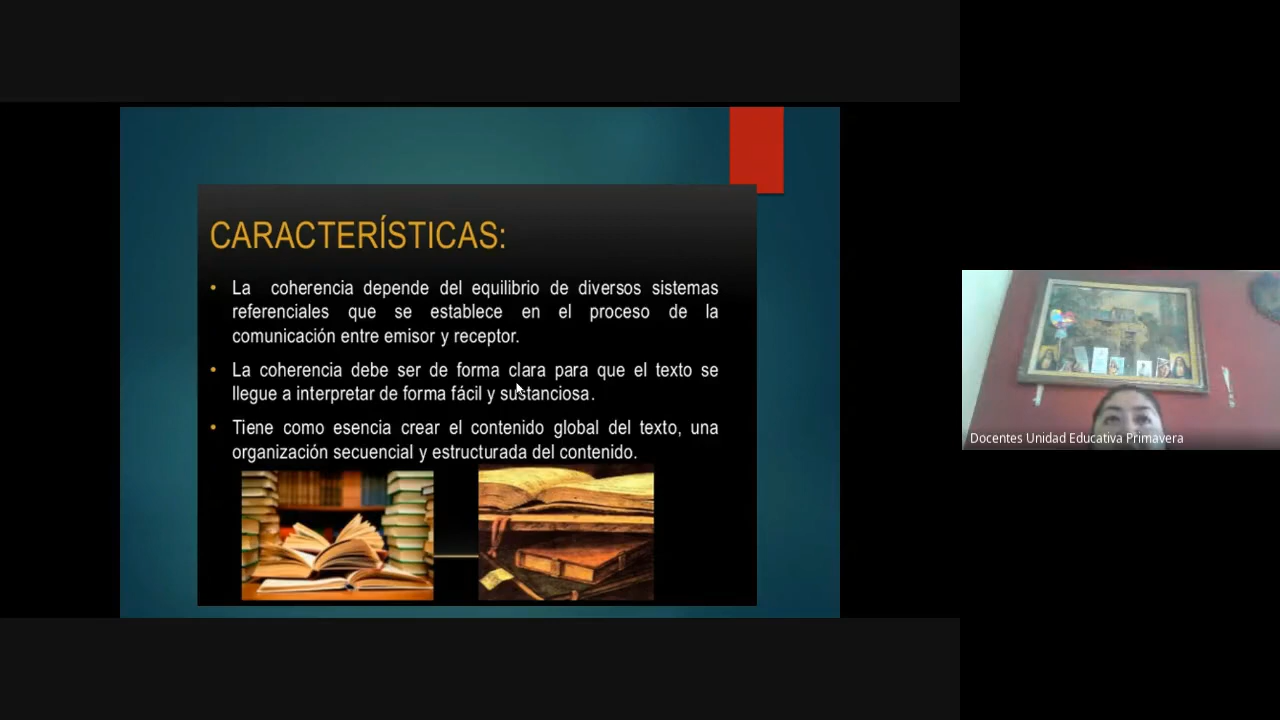 CARACTERÍSTICAS:
• La coherencia depende del equilibrio de diversos sistemas
referenciales que se establece en el proceso de la
comunicación entre emisor y receptor.
• La coherencia debe ser de forma clara para que el texto se
llegue a interpretar de forma fácil y sustanciosa.
• Tiene como esencia crear el contenido global del texto, una
organización secuencial y estructurada del contenido.
Docentes Unidad Educativa Primavera